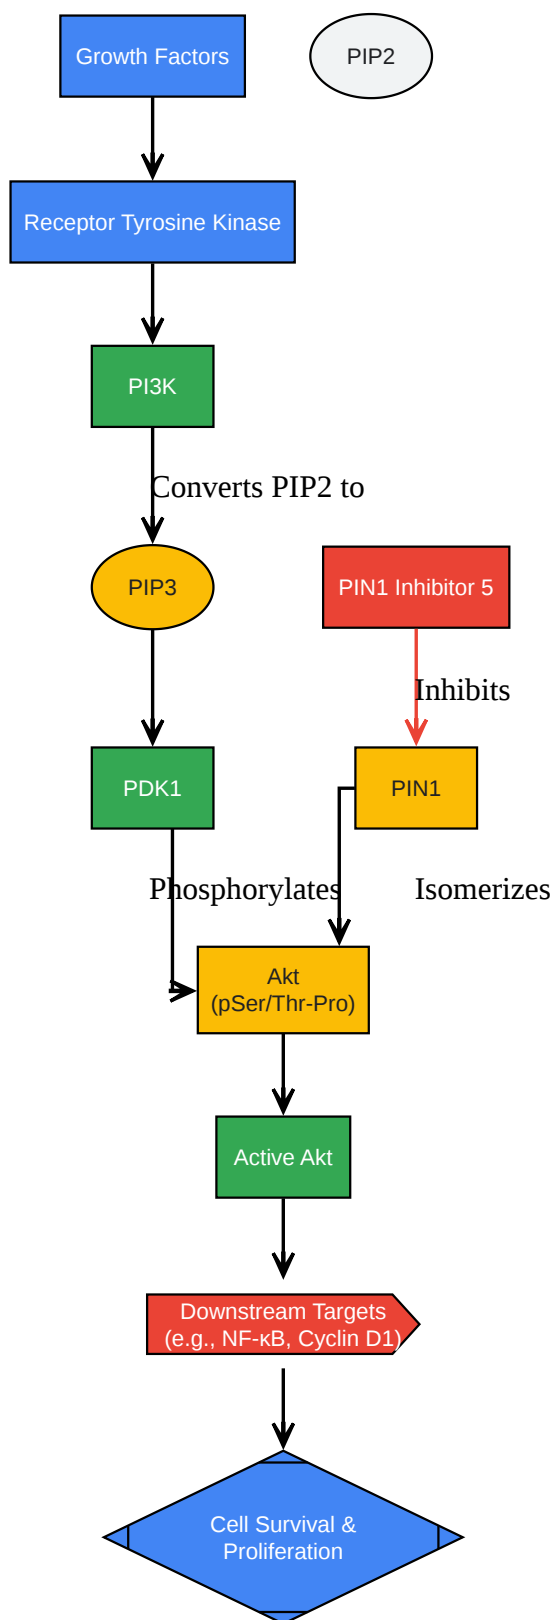 Growth Factors
PIP2
Receptor Tyrosine Kinase
PI3K
Converts PIP2 to
PIP3
PIN1 Inhibitor 5
Inhibits
PDK1
PIN1
Phosphorylates
Isomerizes
Akt
(pSer/Thr-Pro)
Active Akt
Downstream Targets
(e.g., NF-κB, Cyclin D1)
Cell Survival &
Proliferation